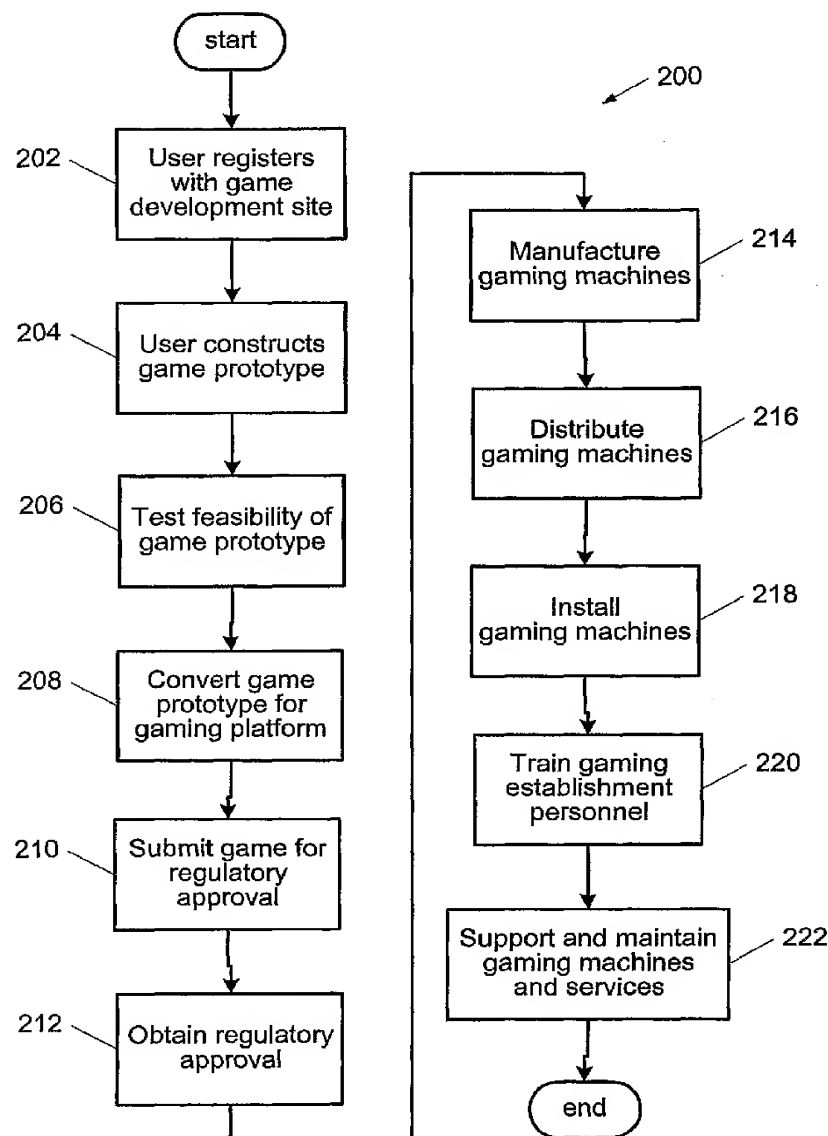 start
200
202
User registers
with game
development site
204
User constructs
game prototype
206
Test feasibility of
game prototype
208
Convert game
prototype for
gaming platform
210
Submit game for
regulatory
approval
212
Obtain regulatory
approval
Manufacture
gaming machines
214
Distribute
gaming machines
216
Install
gaming machines
218
Train gaming
establishment
personnel
220
Support and maintain
gaming machines
and services
222
end